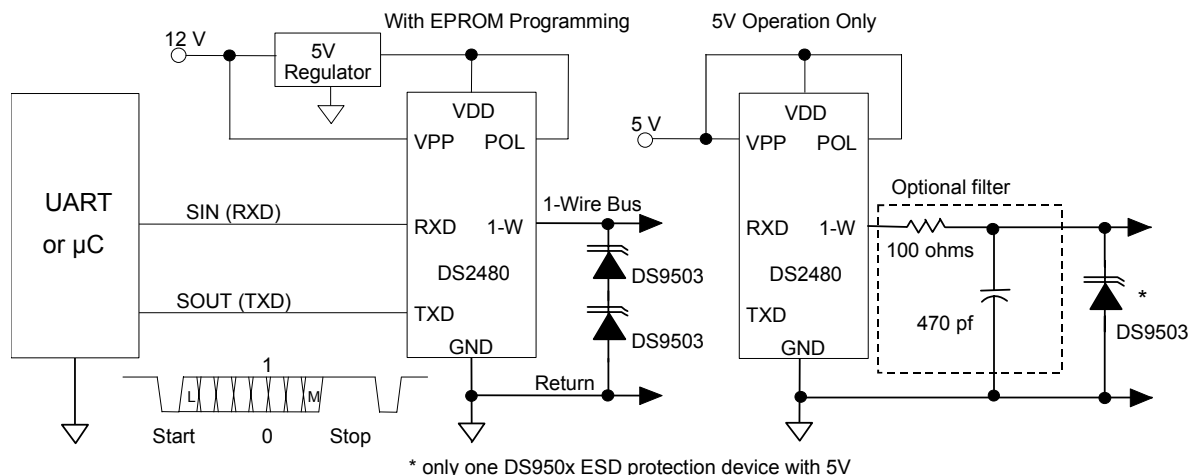 With EPROM Programming
12 V
5V
Regulator
VDD
VPP
POL
UART
or µC
SIN (RXD)
RXD
1-W
1-Wire Bus
DS2480
DS9503
SOUT (TXD)
TXD
DS9503
GND
Return
1
L
M
Start
0
Stop
5V Operation Only
5 V
VDD
VPP
POL
Optional filter
RXD
1-W
100 ohms
DS2480
470 pf
*
DS9503
TXD
GND
* only one DS950x ESD protection device with 5V